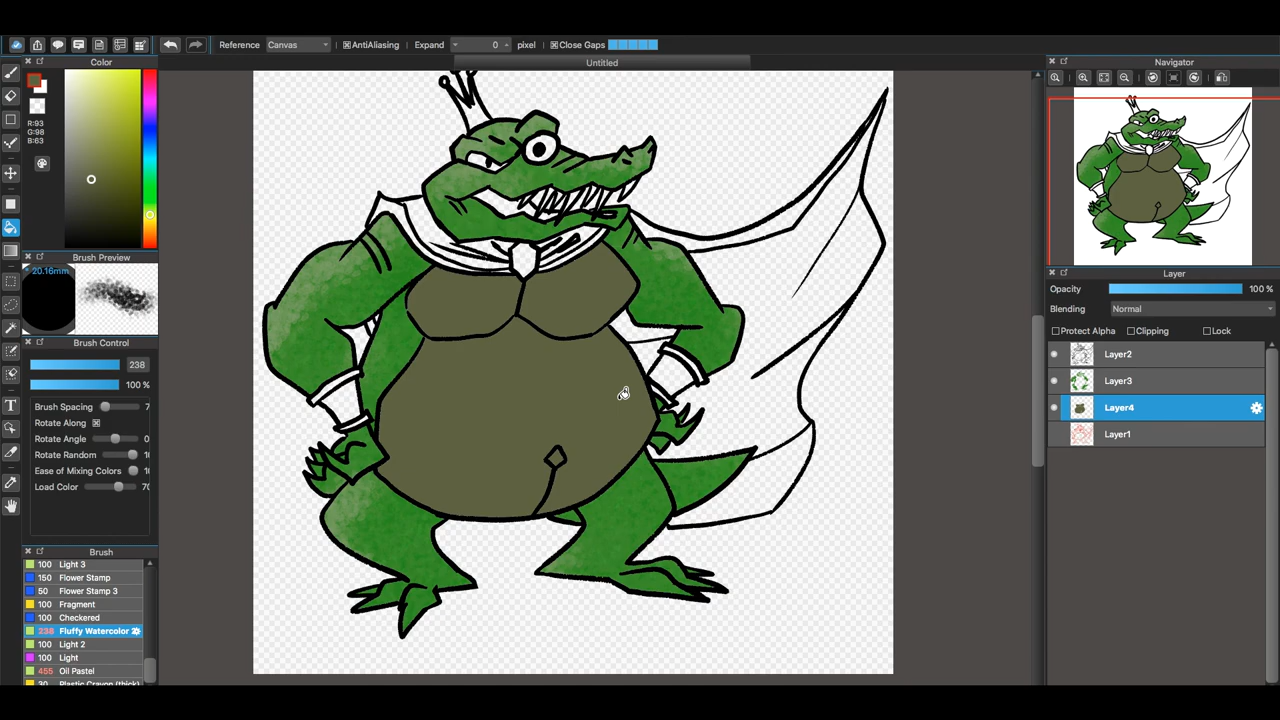 Reference Canvas AntiAliasing Expand 0 pixel Close Gaps
Color
Untitled
Navigator
R:93
G:98
B:63
Brush Preview
20.16mm
Layer
Opacity 100 %
Blending Normal
Protect Alpha Clipping Lock
Brush Control
238
100 %
Brush Spacing 7
Rotate Along
Rotate Angle 0
Rotate Random
Ease of Mixing Colors
Load Color
Layer2
Layer3
Layer4
Layer1
Brush
100 Light 3
150 Flower Stamp
50 Flower Stamp 3
100 Fragment
100 Checkered
238 Fluffy Watercolor
100 Light 2
100 Light
455 Oil Pastel
30 Plastic Crayon (thick)